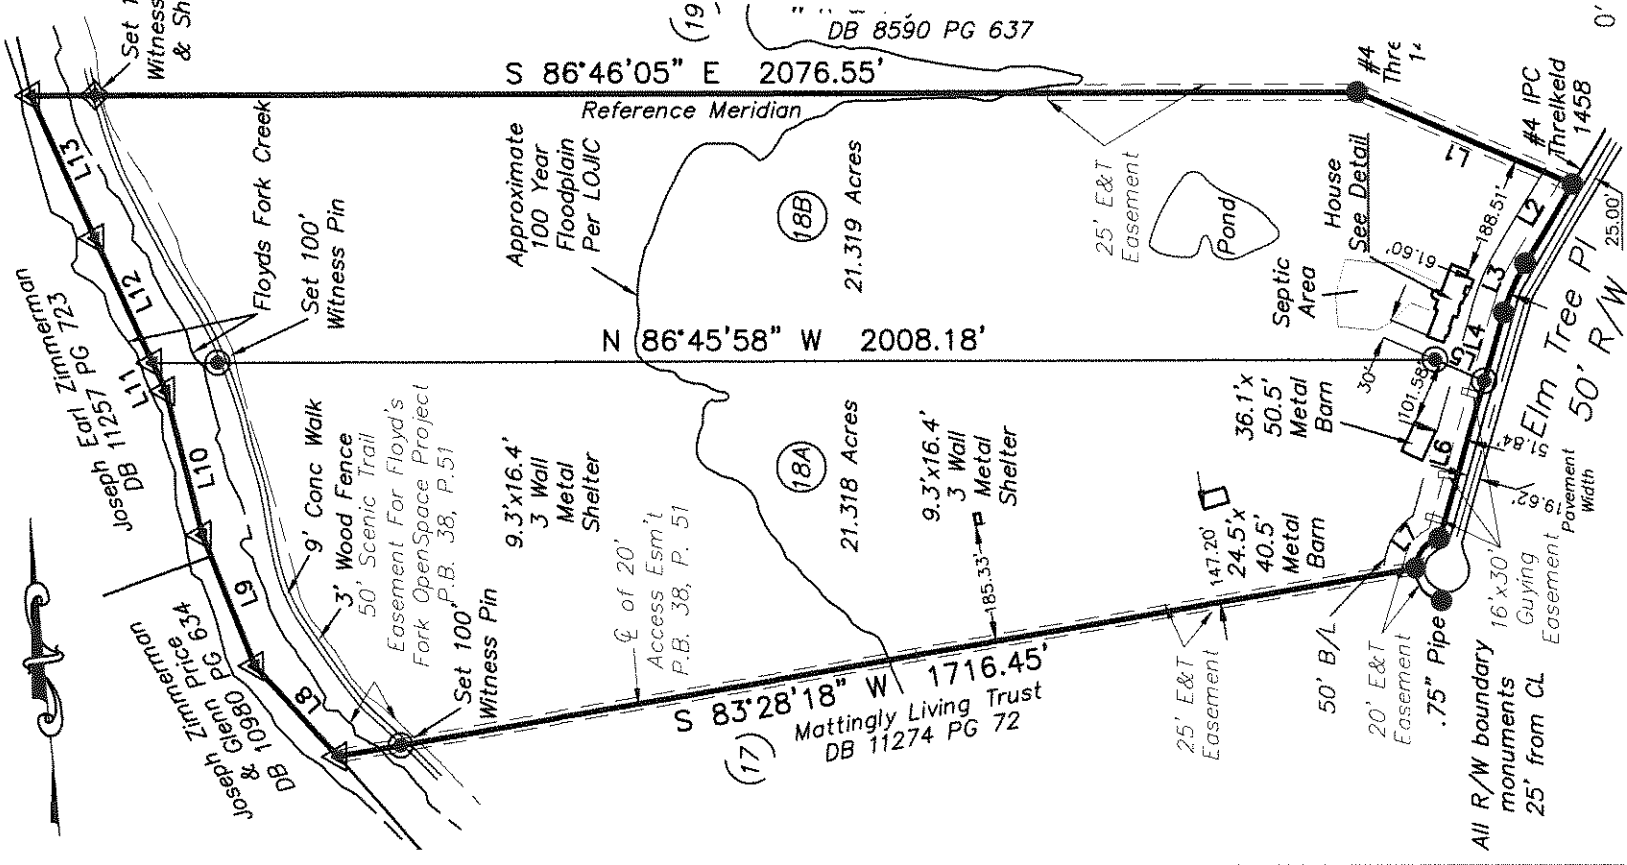 Set 1
Witness
& Sh
(19)
DB 8590 PG 637
S 86°46'05" E 2076.55'
Reference Meridian
#4
Thre
#4 IPC
Threlkeld
1458
0'
L13
L12
L11
L10
L9
L8
Floyds Fork Creek
Set 100'
Witness Pin
Joseph Earl Zimmerman
DB 11257 PG 723
Approximate
100 Year
Floodplain
Per LOJIC
18B
21.319 Acres
25' E&T
Easement
Pond
House
See Detail
L1
L2
188.51'
61.60'
L3
Septic
Area
L4
L5
25.00'
Elm Tree Pl
50' R/W
N 86°45'58" W 2008.18'
30'
101.58'
36.1'x
50.5'
Metal
Barn
L6
51.84'
19.62'
Pavement
Width
9' Conc Walk
3' Wood Fence
50' Scenic Trail
Easement For Floyd's
Fork OpenSpace Project
P.B. 38, P.51
9.3'x16.4'
3 Wall
Metal
Shelter
18A
21.318 Acres
9.3'x16.4'
3 Wall
Metal
Shelter
185.33'
147.20'
24.5'x
40.5'
Metal
Barn
L7
Joseph Zimmerman
& Glenn Price
DB 10980 PG 634
Set 100'
Witness Pin
℄ of 20'
Access Esm't
P.B. 38, P. 51
S 83°28'18" W 1716.45'
(17)
Mattingly Living Trust
DB 11274 PG 72
25' E&T
Easement
50' B/L
20' E&T
Easement
.75" Pipe
16'x30'
Guying
Easement
All R/W boundary
monuments
25' from CL